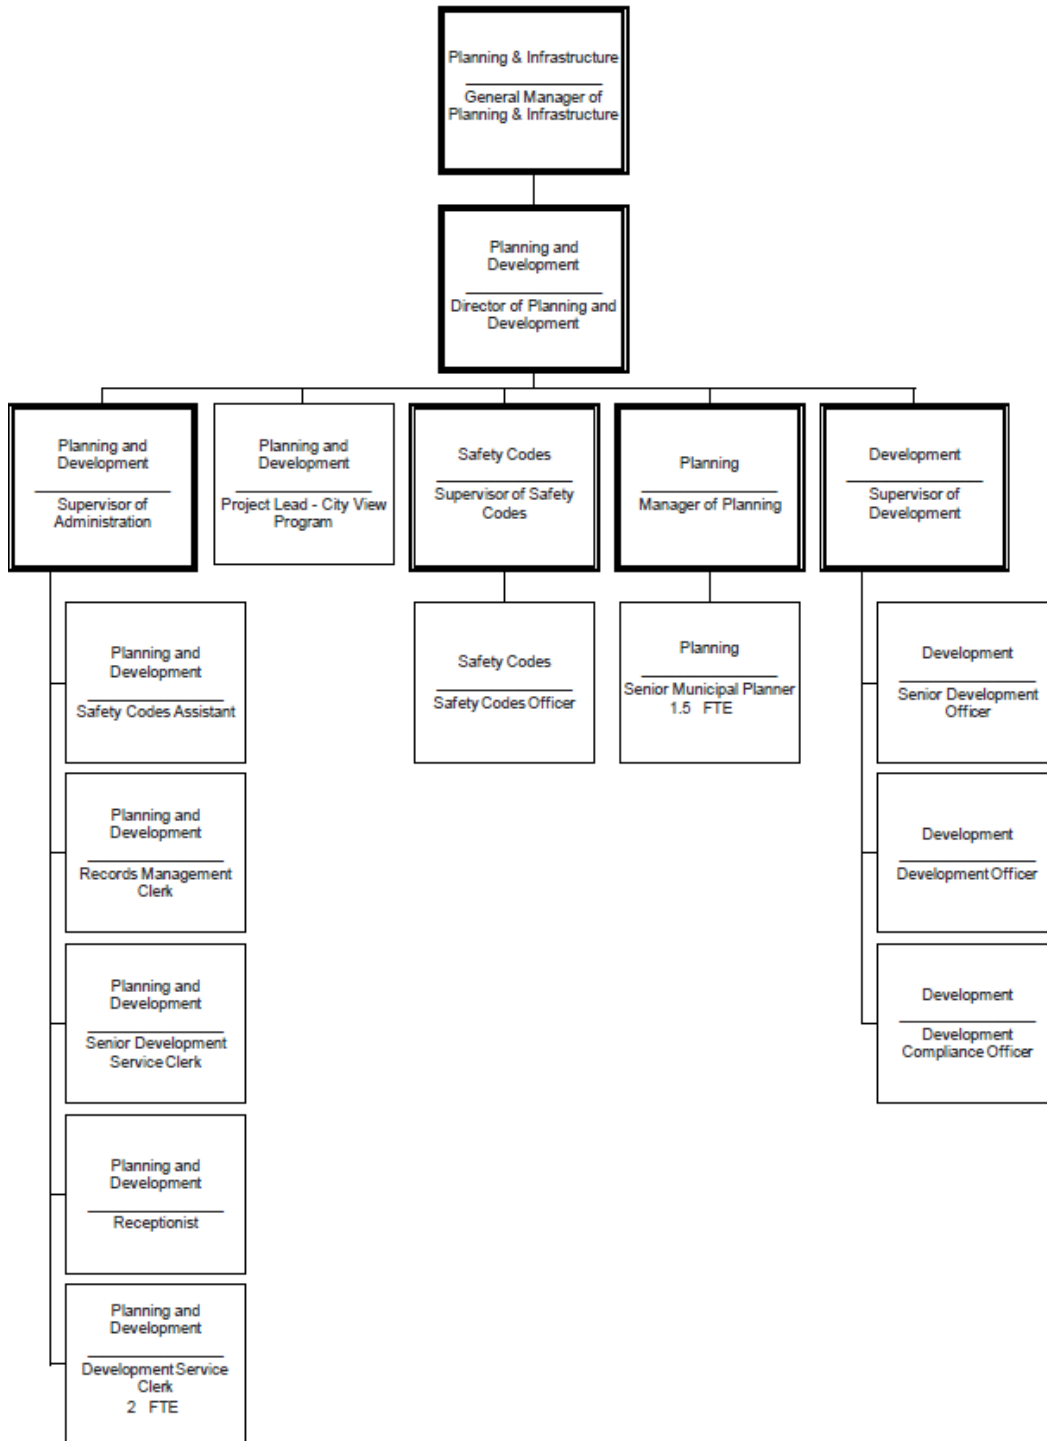 Planning & Infrastructure
General Manager of
Planning & Infrastructure
Planning and
Development
Director of Planning and
Development
Planning and
Development
Supervisor of
Administration
Planning and
Development
Project Lead - City View
Program
Safety Codes
Supervisor of Safety
Codes
Planning
Manager of Planning
Development
Supervisor of
Development
Planning and
Development
Safety Codes Assistant
Safety Codes
Safety Codes Officer
Planning
Senior Municipal Planner
1.5 FTE
Development
Senior Development
Officer
Planning and
Development
Records Management
Clerk
Development
Development Officer
Planning and
Development
Senior Development
Service Clerk
Development
Development
Compliance Officer
Planning and
Development
Receptionist
Planning and
Development
Development Service
Clerk
2 FTE